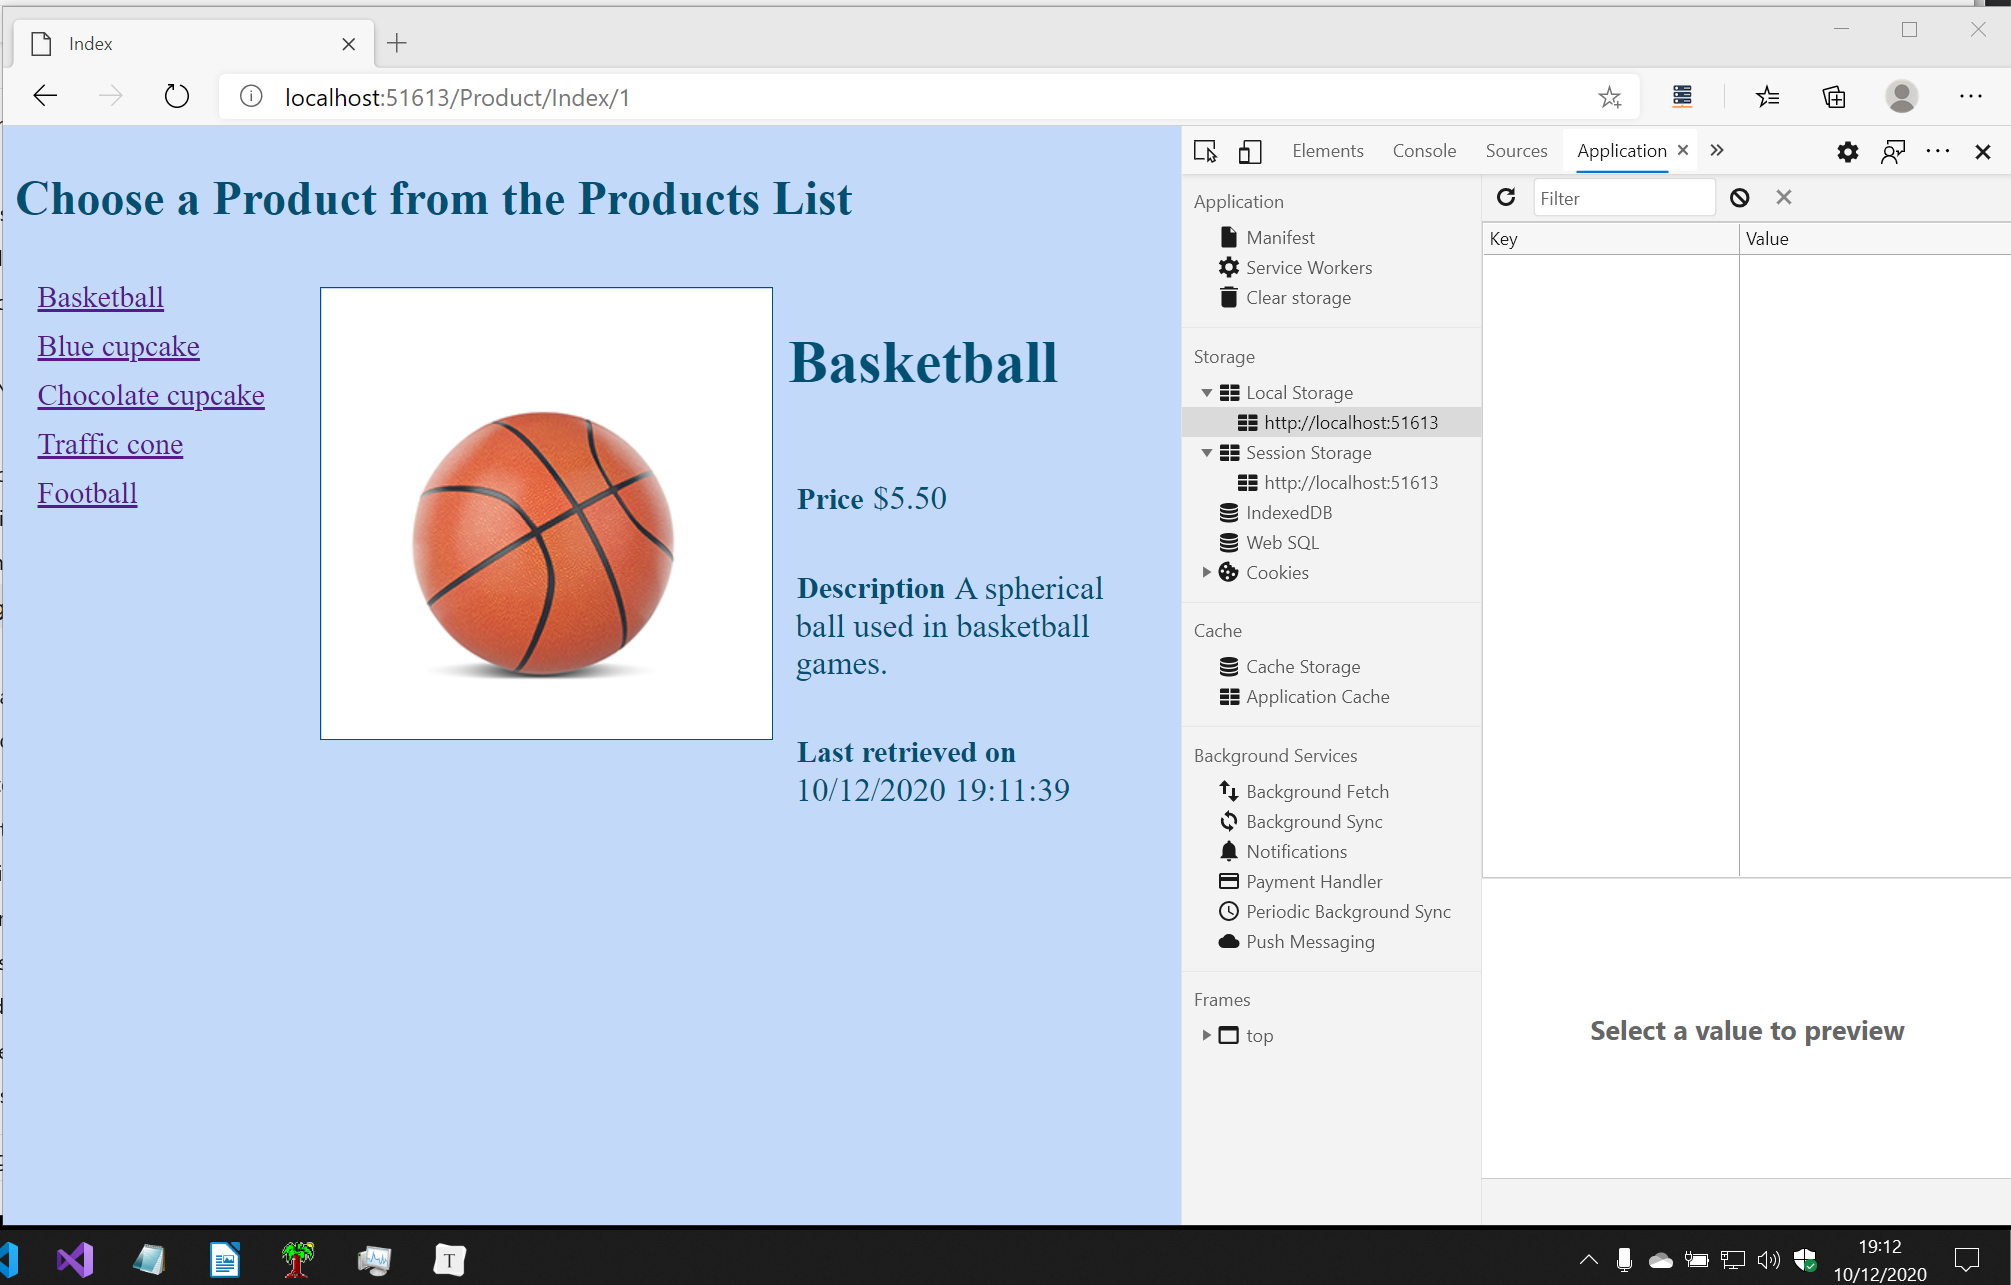 Index
localhost:51613/Product/Index/1
Choose a Product from the Products List
Basketball
Blue cupcake
Chocolate cupcake
Traffic cone
Football
Basketball
Price $5.50
Description A spherical
ball used in basketball
games.
Last retrieved on
10/12/2020 19:11:39
Elements Console Sources Application
Application
Manifest
Service Workers
Clear storage
Storage
Local Storage
http://localhost:51613
Session Storage
http://localhost:51613
IndexedDB
Web SQL
Cookies
Cache
Cache Storage
Application Cache
Background Services
Background Fetch
Background Sync
Notifications
Payment Handler
Periodic Background Sync
Push Messaging
Frames
top
Filter
Key Value
Select a value to preview
T
19:12
10/12/2020